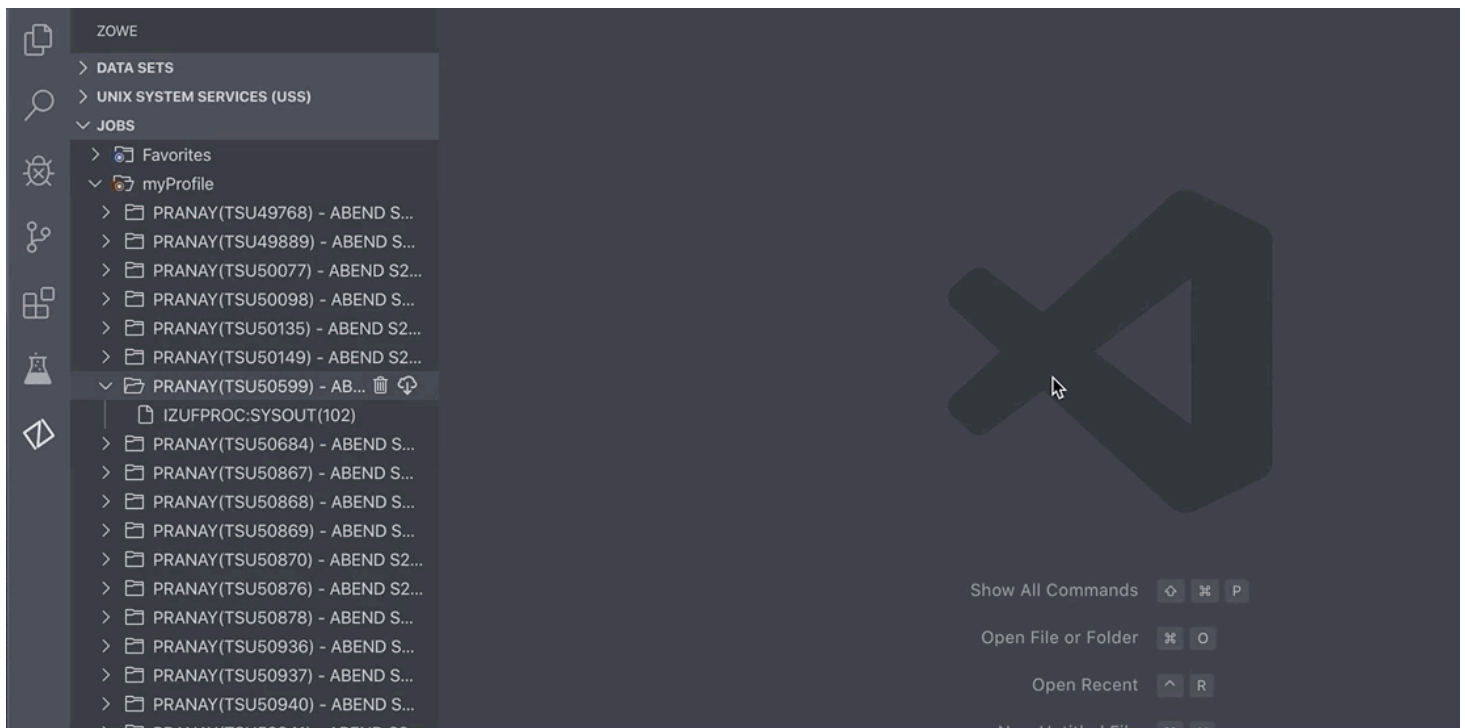 ZOWE
DATA SETS
UNIX SYSTEM SERVICES (USS)
JOBS
Favorites
myProfile
PRANAY(TSU49768) - ABEND S...
PRANAY(TSU49889) - ABEND S...
PRANAY(TSU50077) - ABEND S2...
PRANAY(TSU50098) - ABEND S...
PRANAY(TSU50135) - ABEND S2...
PRANAY(TSU50149) - ABEND S2...
PRANAY(TSU50599) - AB...
IZUFPROC:SYSOUT(102)
PRANAY(TSU50684) - ABEND S...
PRANAY(TSU50867) - ABEND S...
PRANAY(TSU50868) - ABEND S...
PRANAY(TSU50869) - ABEND S...
PRANAY(TSU50870) - ABEND S2...
PRANAY(TSU50876) - ABEND S2...
PRANAY(TSU50878) - ABEND S...
PRANAY(TSU50936) - ABEND S...
PRANAY(TSU50937) - ABEND S...
PRANAY(TSU50940) - ABEND S...
Show All Commands ⇧ ⌘ P
Open File or Folder ⌘ O
Open Recent ^ R